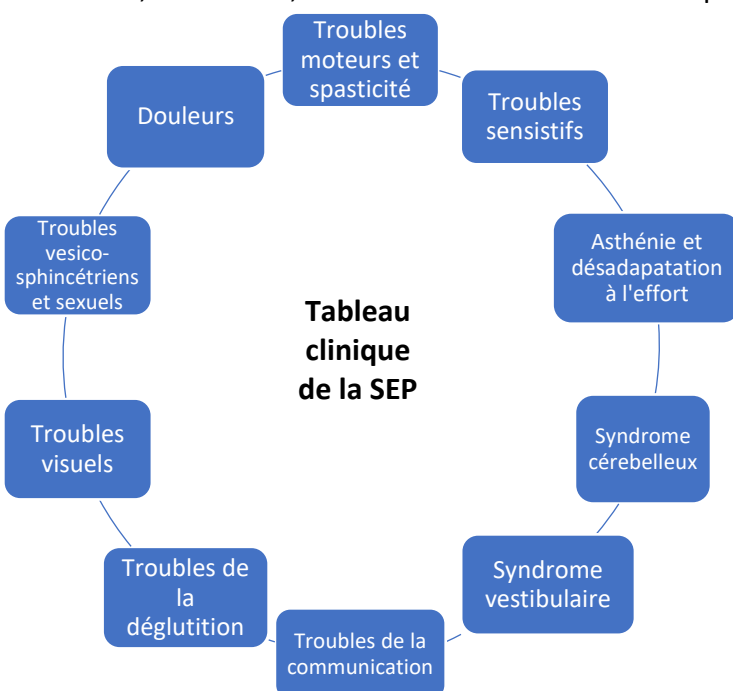 Troubles
moteurs et
spasticité
Troubles
sensistifs
Asthénie et
désadapatation
à l'effort
Syndrome
cérebelleux
Syndrome
vestibulaire
Troubles de la
communication
Troubles de
la
déglutition
Troubles
visuels
Troubles
vesico-
sphincétriens
et sexuels
Douleurs
Tableau
clinique
de la SEP